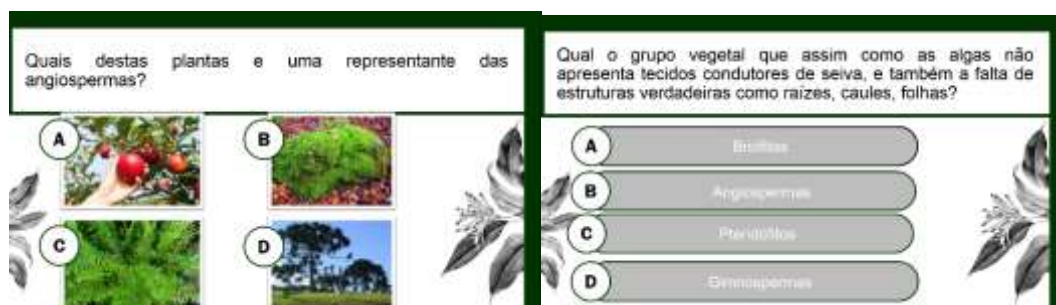 Quais destas plantas e uma representante das
angiospermas?
A
B
C
D
Qual o grupo vegetal que assim como as algas não
apresenta tecidos condutores de seiva, e também a falta de
estruturas verdadeiras como raízes, caules, folhas?
A
Briófitas
B
Angiospermas
C
Pteridófitos
D
Gimnospermas